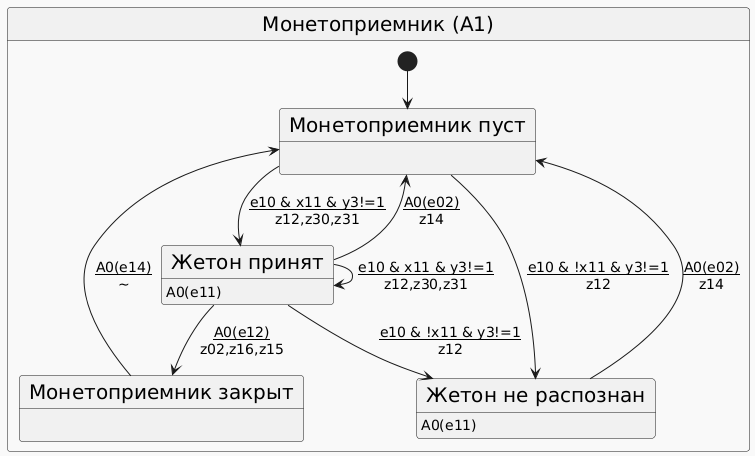 Монетоприемник (A1)
Монетоприемник пуст
e10 & x11 & y3!=1
z12,z30,z31
A0(e02)
z14
Жетон принят
A0(e11)
e10 & x11 & y3!=1
z12,z30,z31
e10 & !x11 & y3!=1
z12
A0(e02)
z14
A0(e14)
~
A0(e12)
z02,z16,z15
e10 & !x11 & y3!=1
z12
Монетоприемник закрыт
Жетон не распознан
A0(e11)